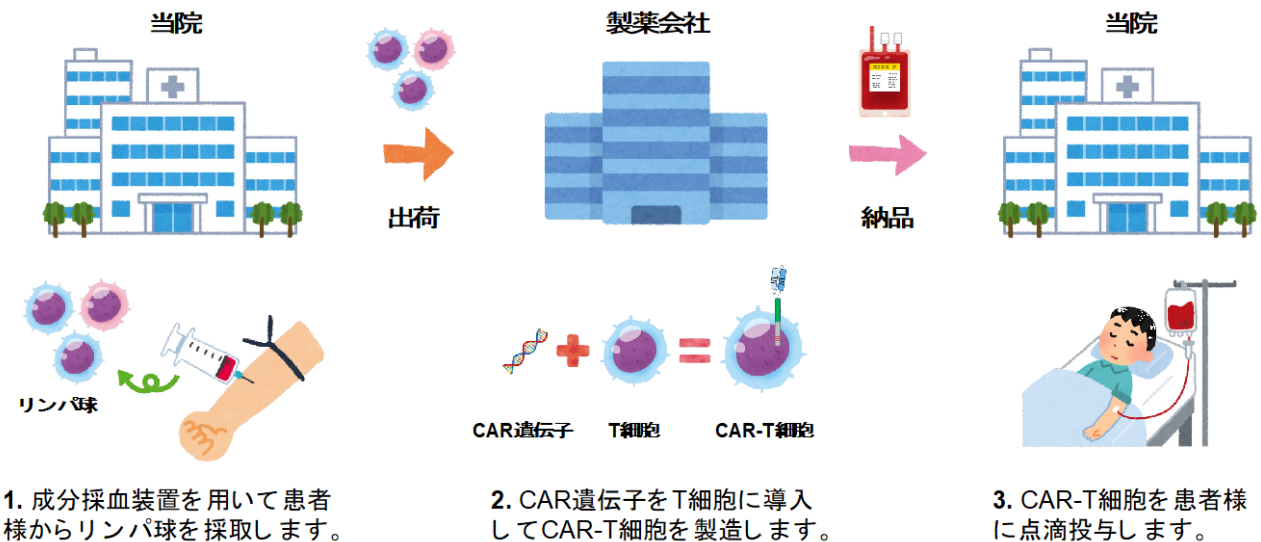 当院
製薬会社
当院
出荷
納品
リンパ球
CAR遺伝子
T細胞
CAR-T細胞
1. 成分採血装置を用いて患者
様からリンパ球を採取します。
2. CAR遺伝子をT細胞に導入
してCAR-T細胞を製造します。
3. CAR-T細胞を患者様
に点滴投与します。